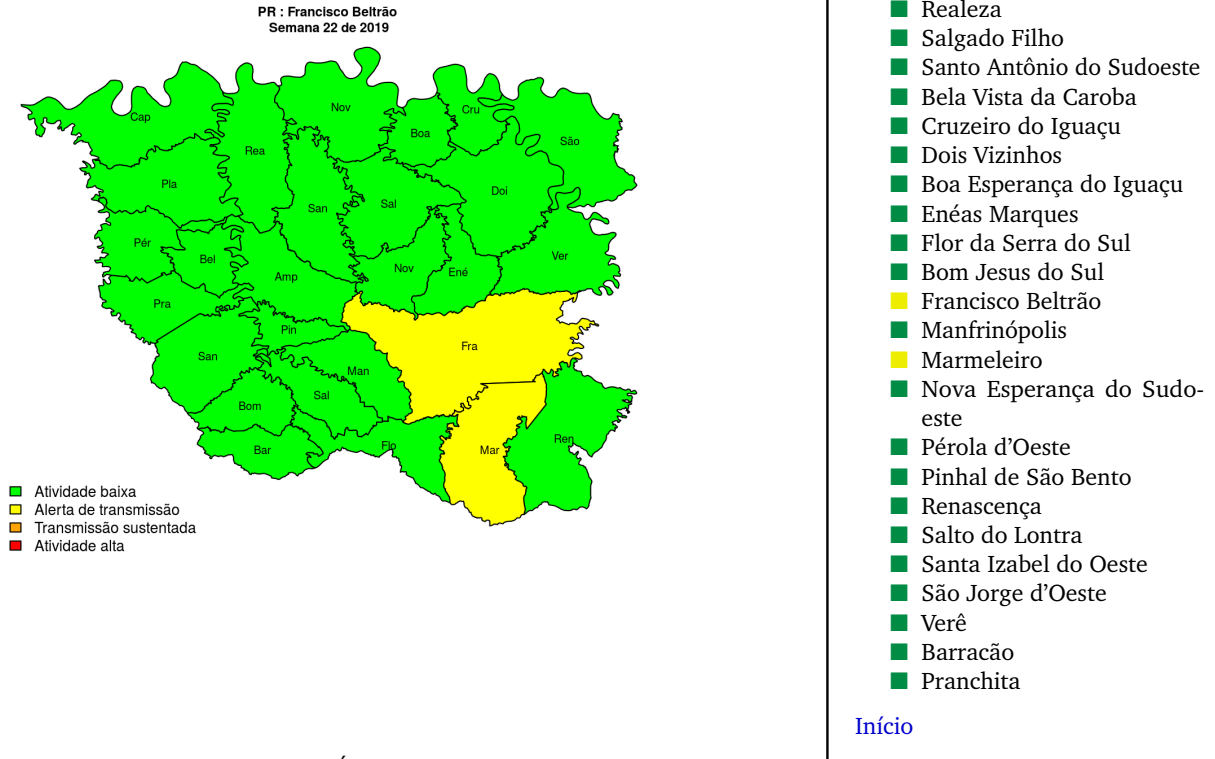 PR : Francisco Beltrão
Semana 22 de 2019
Nov
Cap
Cru
Boa
São
Rea
Pla
Doi
Sal
San
Pér
Ver
Bel
Nov
Ené
Amp
Pra
Pin
Fra
San
Man
Sal
Bom
Ren
Flo
Bar
Mar
Atividade baixa
Alerta de transmissão
Transmissão sustentada
Atividade alta
Realeza
Salgado Filho
Santo Antônio do Sudoeste
Bela Vista da Caroba
Cruzeiro do Iguaçu
Dois Vizinhos
Boa Esperança do Iguaçu
Enéas Marques
Flor da Serra do Sul
Bom Jesus do Sul
Francisco Beltrão
Manfrinópolis
Marmeleiro
Nova Esperança do Sudo-
este
Pérola d'Oeste
Pinhal de São Bento
Renascença
Salto do Lontra
Santa Izabel do Oeste
São Jorge d'Oeste
Verê
Barracão
Pranchita
Início